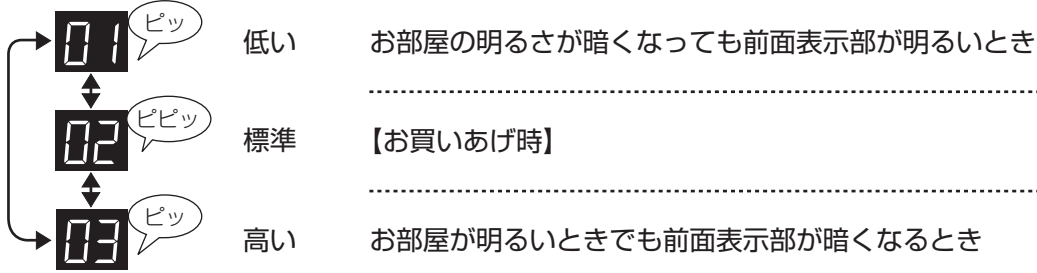 01 ピッ 低い お部屋の明るさが暗くなっても前面表示部が明るいとき
02 ピピッ 標準 【お買いあげ時】
03 ピッ 高い お部屋が明るいときでも前面表示部が暗くなるとき